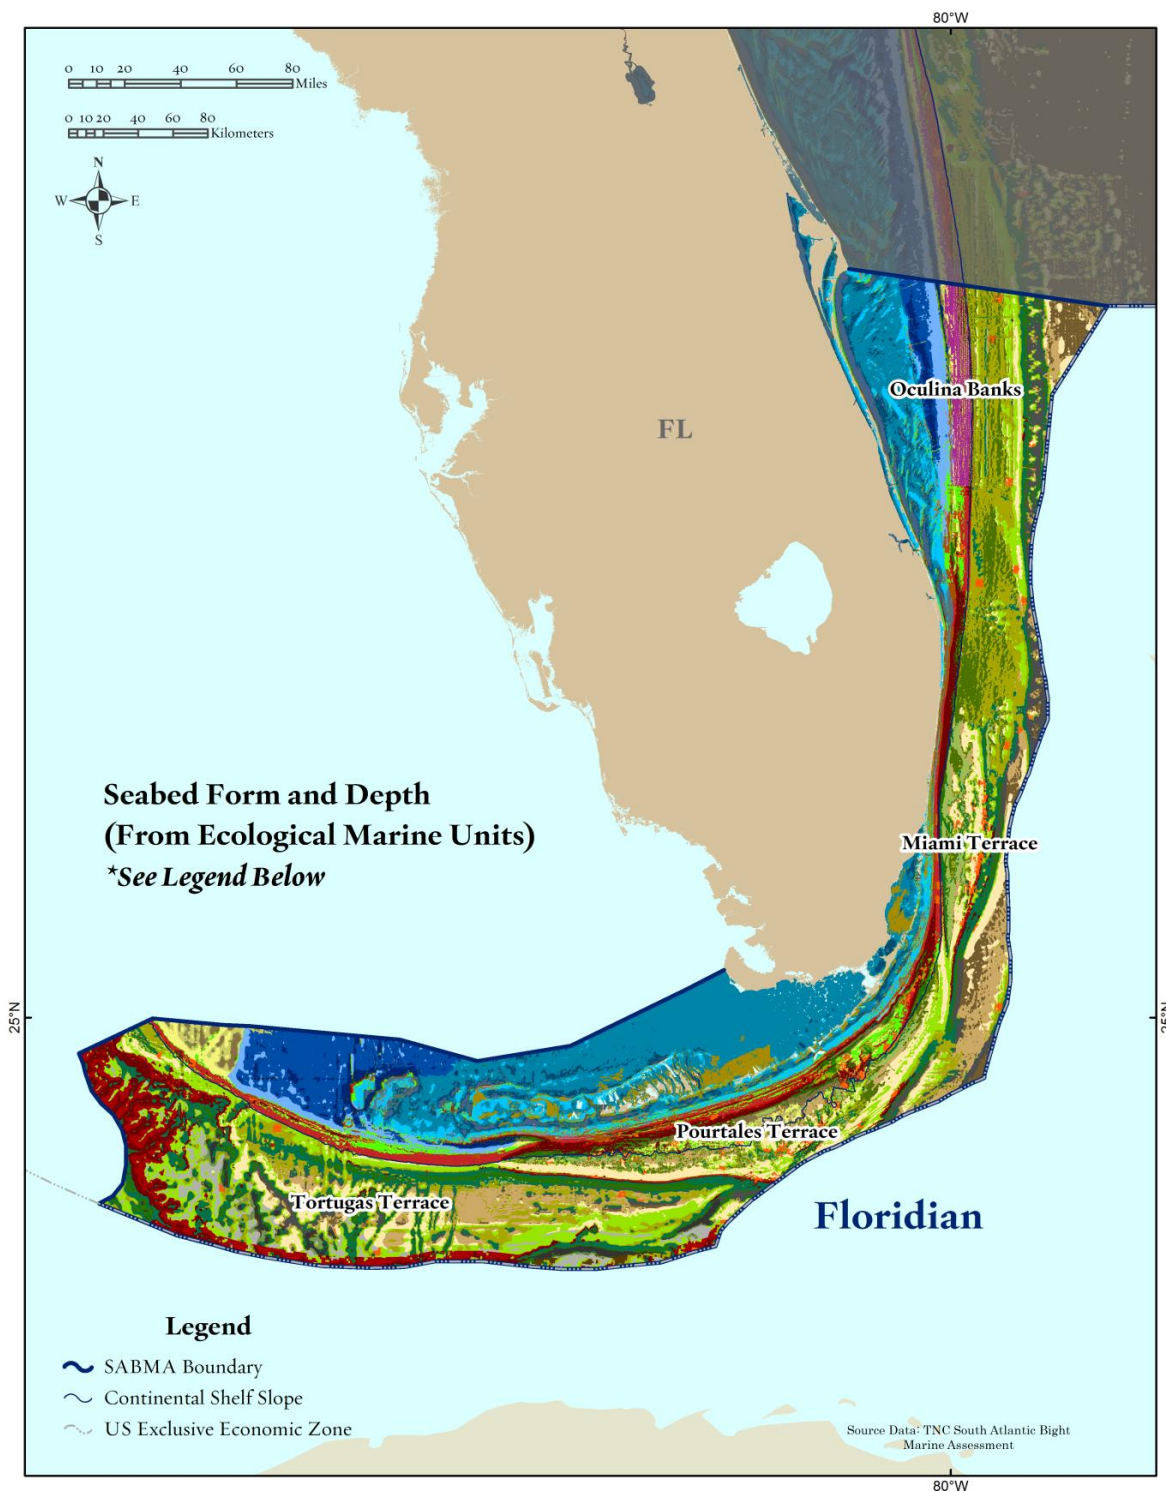 80°W
0 10 20 40 60 80
Miles
0 10 20 40 60 80
Kilometers
N
W E
S
Oculina Banks
FL
Seabed Form and Depth
(From Ecological Marine Units)
*See Legend Below
Miami Terrace
25°N
25°N
Pourtales Terrace
Tortugas Terrace
Floridian
Legend
SABMA Boundary
Continental Shelf Slope
US Exclusive Economic Zone
Source Data: TNC South Atlantic Bight
Marine Assessment
80°W